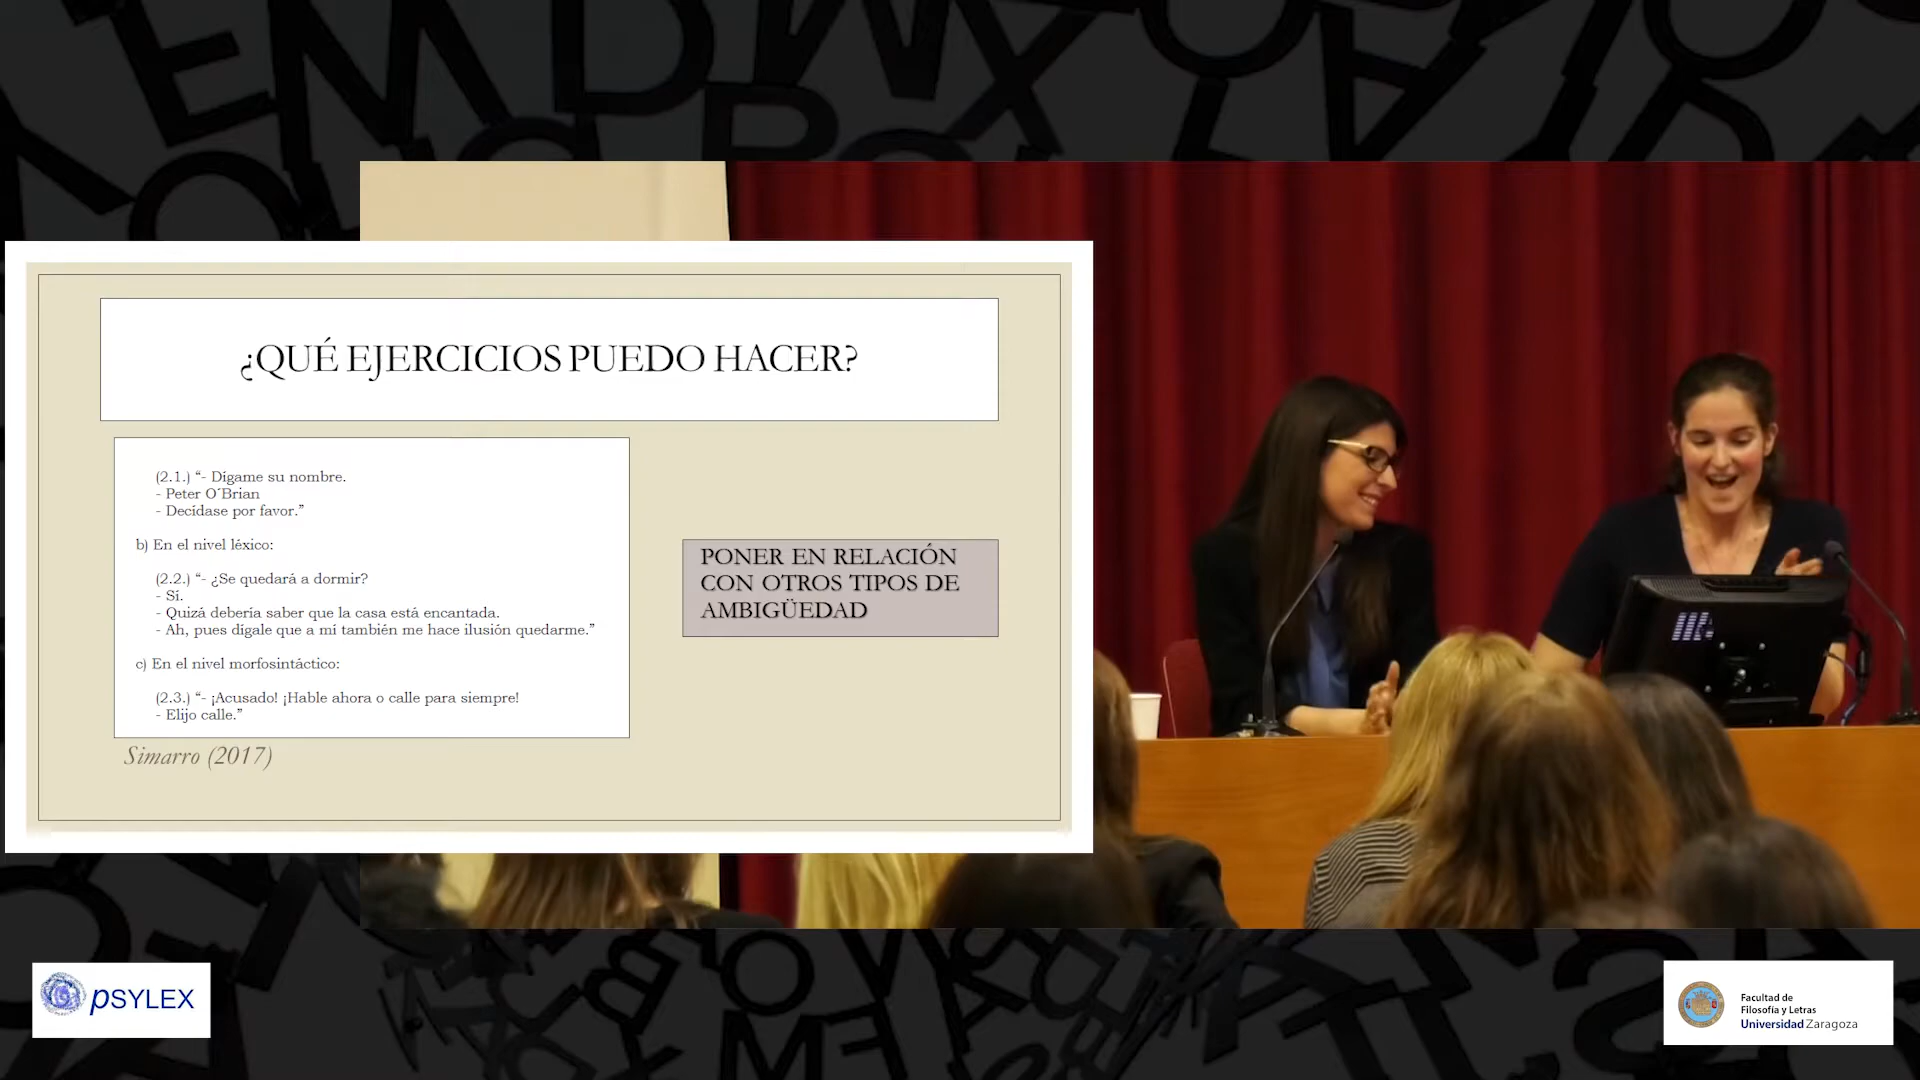 ¿QUÉ EJERCICIOS PUEDO HACER?
(2.1.) “- Dígame su nombre.
- Peter O´Brian
- Decídase por favor.”
b) En el nivel léxico:
(2.2.) “- ¿Se quedará a dormir?
- Sí.
- Quizá debería saber que la casa está encantada.
- Ah, pues dígale que a mí también me hace ilusión quedarme.”
c) En el nivel morfosintáctico:
(2.3.) “- ¡Acusado! ¡Hable ahora o calle para siempre!
- Elijo calle.”
Simarro (2017)
PONER EN RELACIÓN
CON OTROS TIPOS DE
AMBIGÜEDAD
PSYLEX
Facultad de
Filosofía y Letras
Universidad Zaragoza